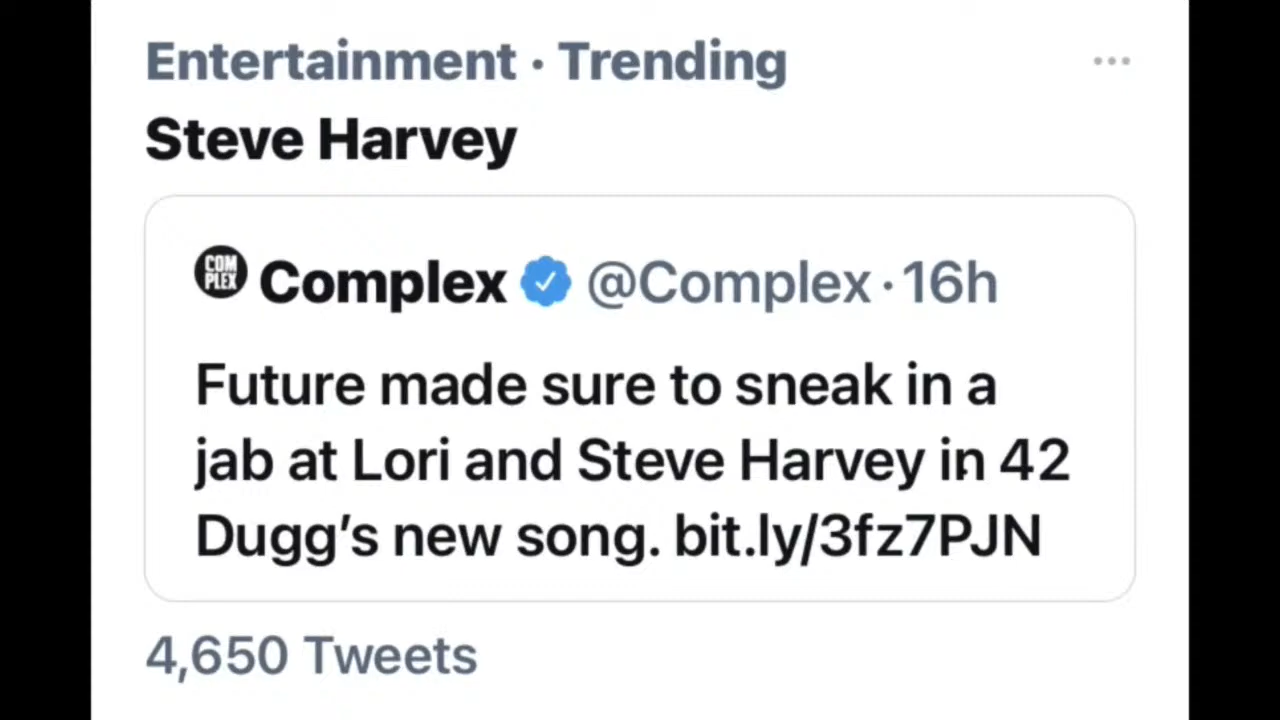 Entertainment · Trending
Steve Harvey
COM
PLEX
Complex @Complex · 16h
Future made sure to sneak in a
jab at Lori and Steve Harvey in 42
Dugg’s new song. bit.ly/3fz7PJN
4,650 Tweets